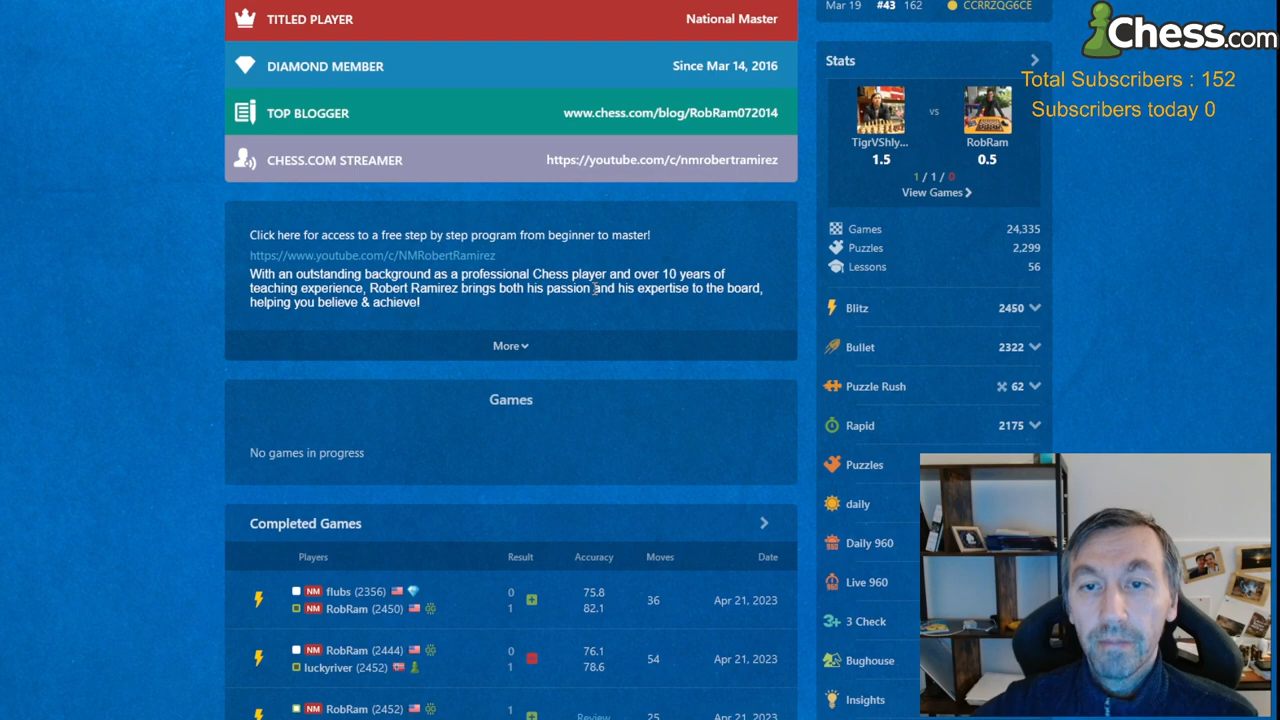 TITLED PLAYER
National Master
DIAMOND MEMBER
Since Mar 14, 2016
TOP BLOGGER
www.chess.com/blog/RobRam072014
CHESS.COM STREAMER
https://youtube.com/c/nmrobertramirez
Click here for access to a free step by step program from beginner to master!
https://www.youtube.com/c/NMRobertRamirez
With an outstanding background as a professional Chess player and over 10 years of
teaching experience, Robert Ramirez brings both his passion and his expertise to the board,
helping you believe & achieve!
More
Games
No games in progress
Completed Games
Players Result Accuracy Moves Date
NM flubs (2356) 0 75.8
NM RobRam (2450) 1 82.1
36 Apr 21, 2023
NM RobRam (2444) 0 76.1
luckyriver (2452) 1 78.6
54 Apr 21, 2023
NM RobRam (2452) 1
Review 25 Apr 21, 2023
Mar 19 #43 162 CCRRZQG6CE
Chess.com
Total Subscribers : 152
Subscribers today 0
Stats
vs
TigrVShly... RobRam
1.5 0.5
1 / 1 / 0
View Games
Games 24,335
Puzzles 2,299
Lessons 56
Blitz 2450
Bullet 2322
Puzzle Rush 62
Rapid 2175
Puzzles
daily
Daily 960
Live 960
3+ 3 Check
Bughouse
Insights